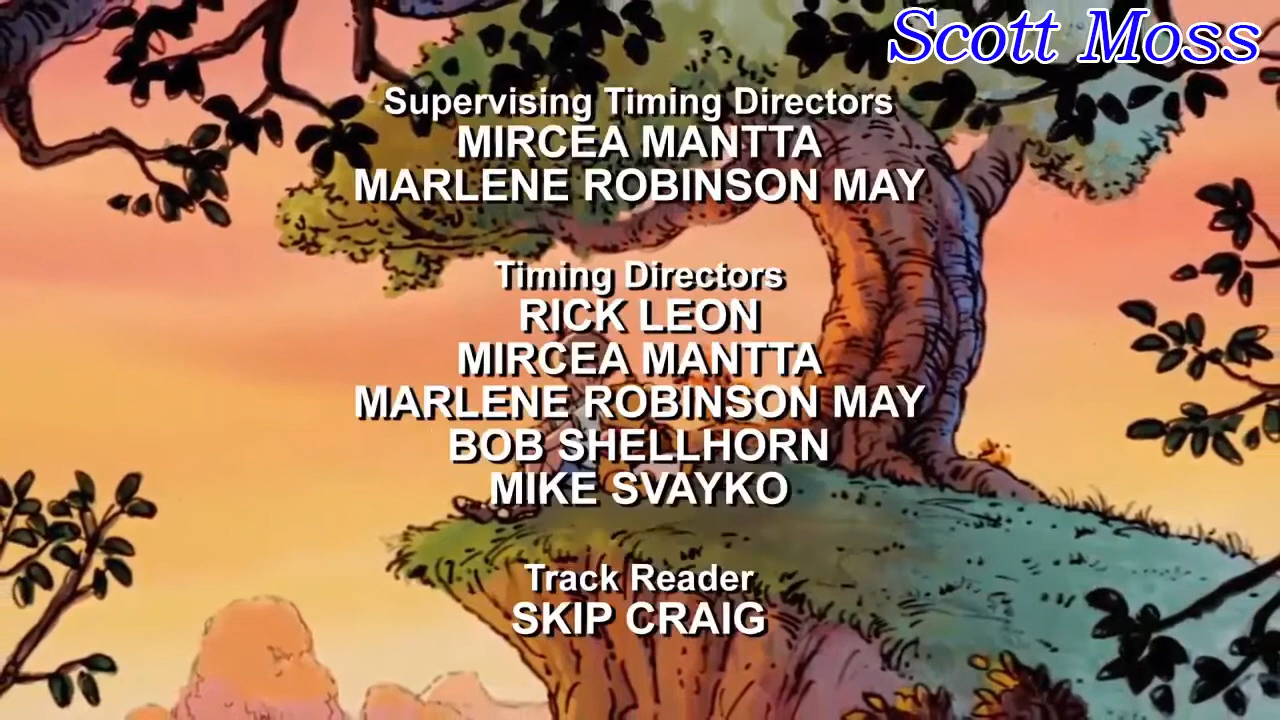 Scott Moss
Supervising Timing Directors
MIRCEA MANTTA
MARLENE ROBINSON MAY
Timing Directors
RICK LEON
MIRCEA MANTTA
MARLENE ROBINSON MAY
BOB SHELLHORN
MIKE SVAYKO
Track Reader
SKIP CRAIG